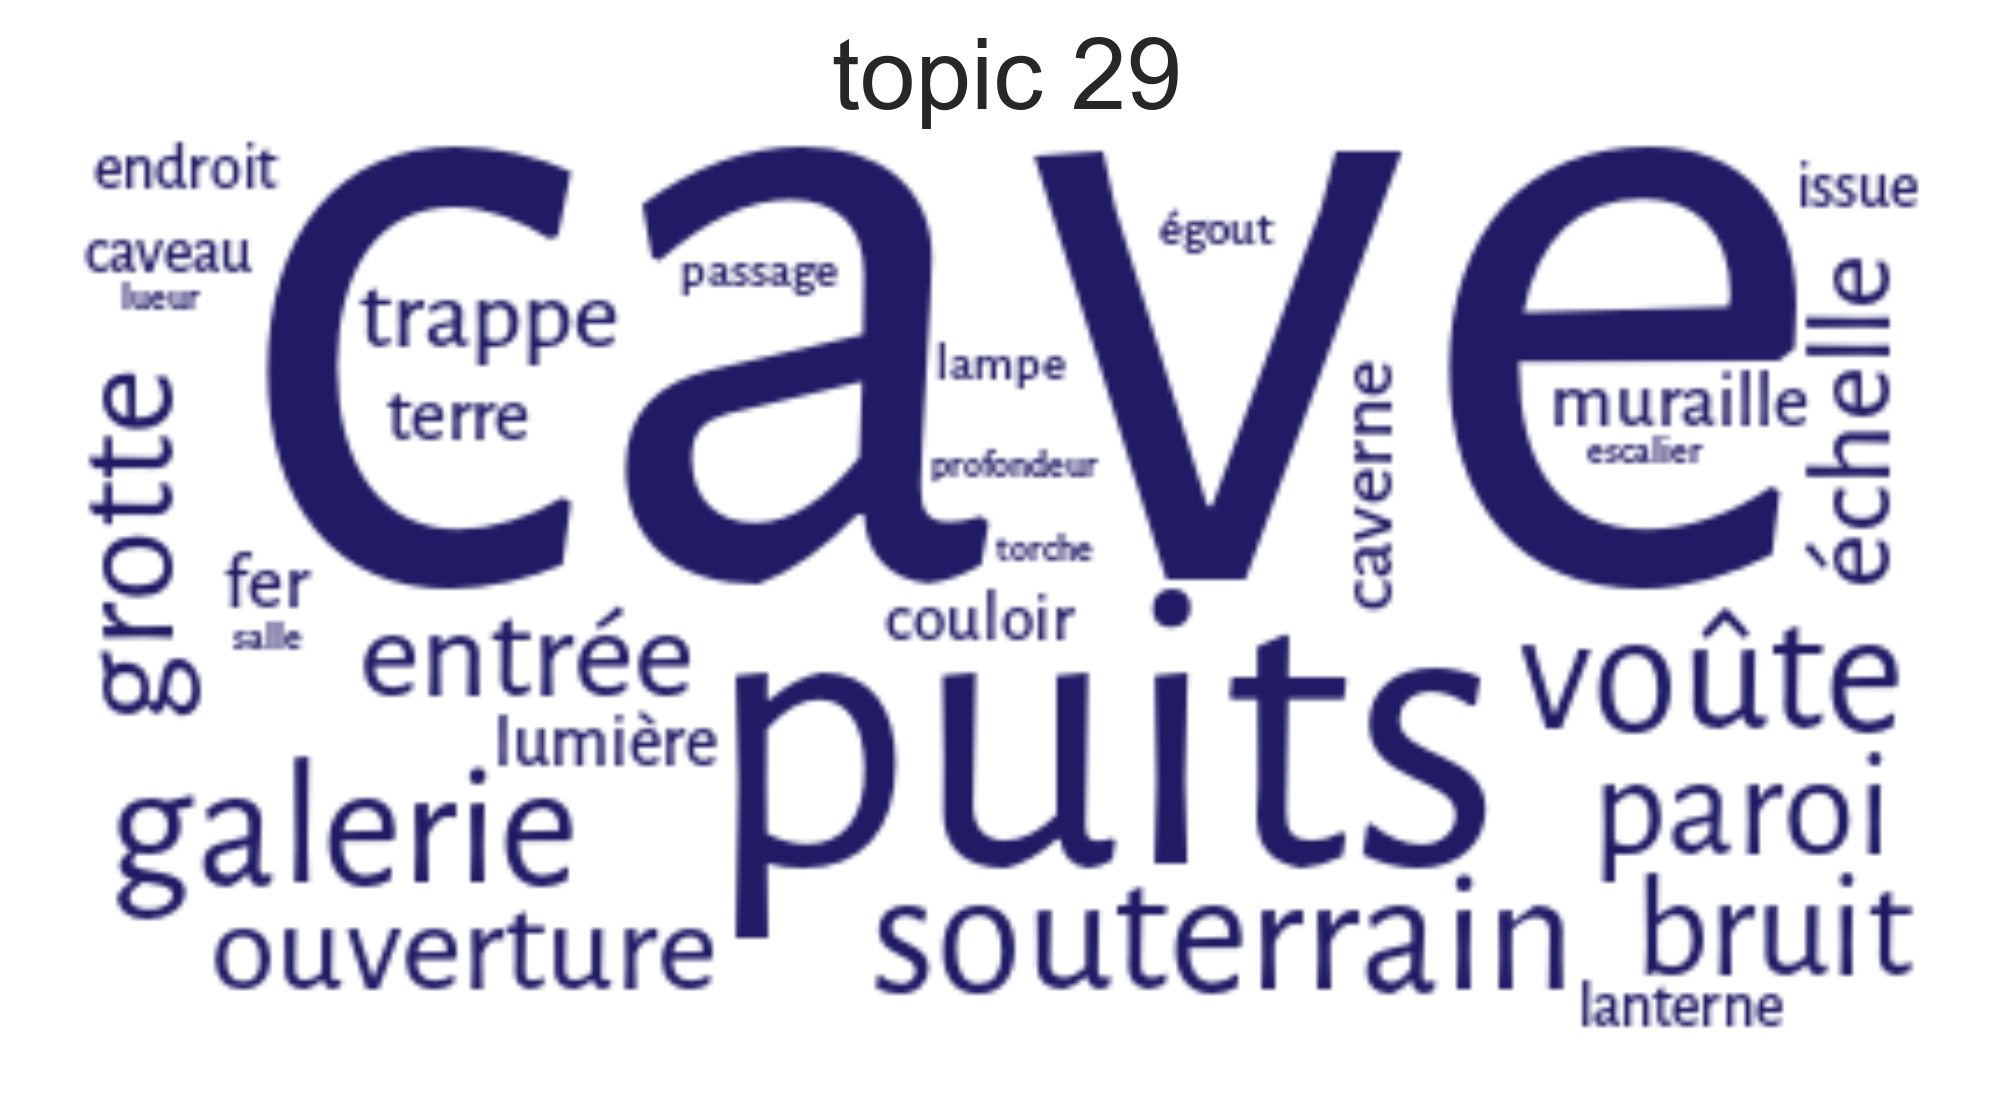 topic 29
cave
endroit
issue
caveau
égout
passage
lueur
trappe
échelle
lampe
terre
muraille
grotte
caverne
escalier
profondeur
torche
fer
couloir
salle
entrée
puits
voûte
lumière
galerie
paroi
ouverture
souterrain
bruit
lanterne